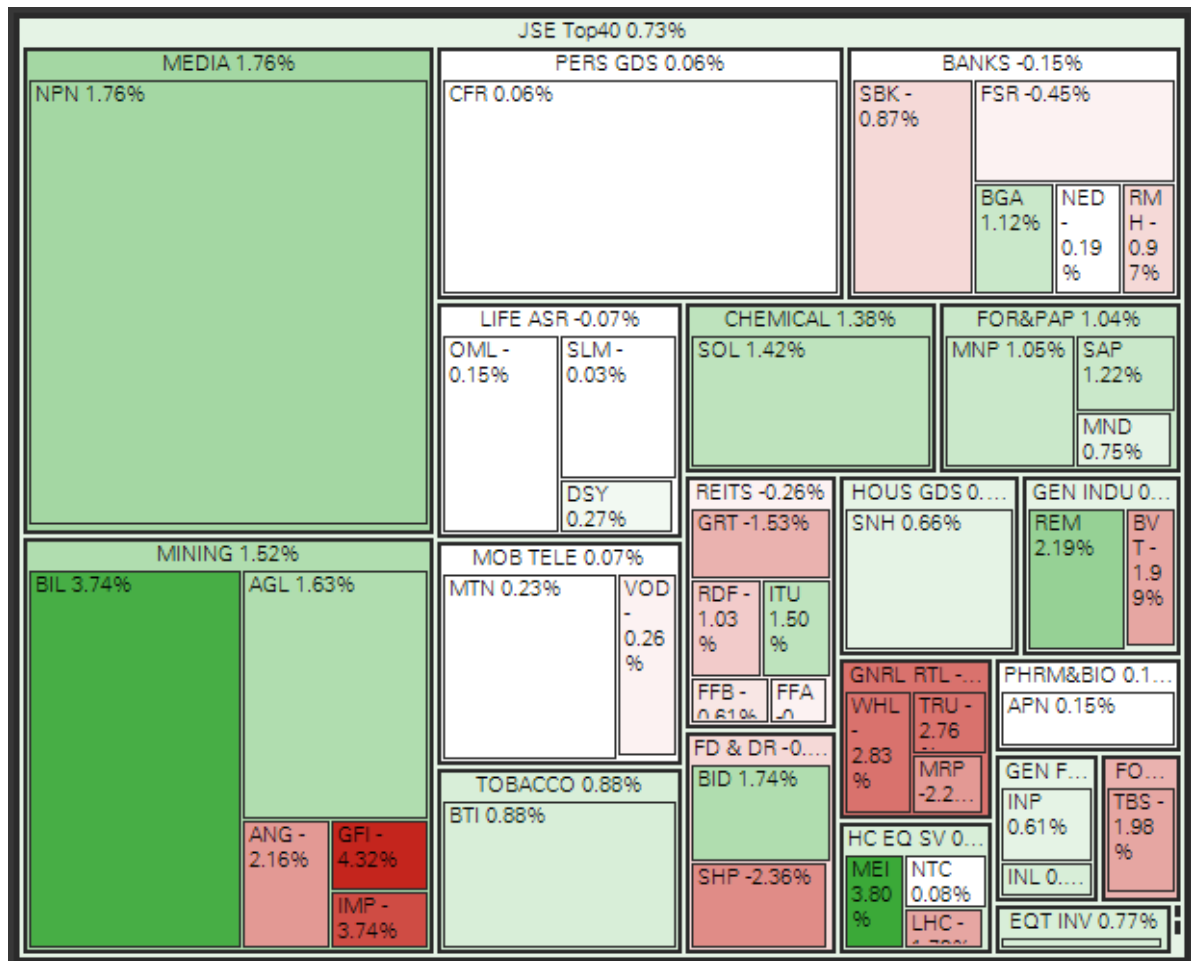 JSE Top40 0.73%
MEDIA 1.76%
NPN 1.76%
PERS GDS 0.06%
CFR 0.06%
BANKS -0.15%
SBK -
0.87%
FSR -0.45%
BGA
1.12%
NED
-
0.19
%
RM
H -
0.9
7%
LIFE ASR -0.07%
OML -
0.15%
SLM -
0.03%
DSY
0.27%
CHEMICAL 1.38%
SOL 1.42%
FOR&PAP 1.04%
MNP 1.05%
SAP
1.22%
MND
0.75%
MINING 1.52%
BIL 3.74%
AGL 1.63%
ANG -
2.16%
GFI -
4.32%
IMP -
3.74%
MOB TELE 0.07%
MTN 0.23%
VOD
-
0.26
%
TOBACCO 0.88%
BTI 0.88%
REITS -0.26%
GRT -1.53%
RDF -
1.03
%
ITU
1.50
%
FFB -
0.61%
FFA
-0
HOUS GDS 0....
SNH 0.66%
GEN INDU 0...
REM
2.19%
BV
T -
1.9
9%
FD & DR -0....
BID 1.74%
SHP -2.36%
GNRL RTL -...
WHL
-
2.83
%
TRU -
2.76
MRP
-2.2...
PHRM&BIO 0.1...
APN 0.15%
HC EQ SV 0...
MEI
3.80
%
NTC
0.08%
LHC -
GEN F...
INP
0.61%
INL 0....
FO...
TBS -
1.98
%
EQT INV 0.77%